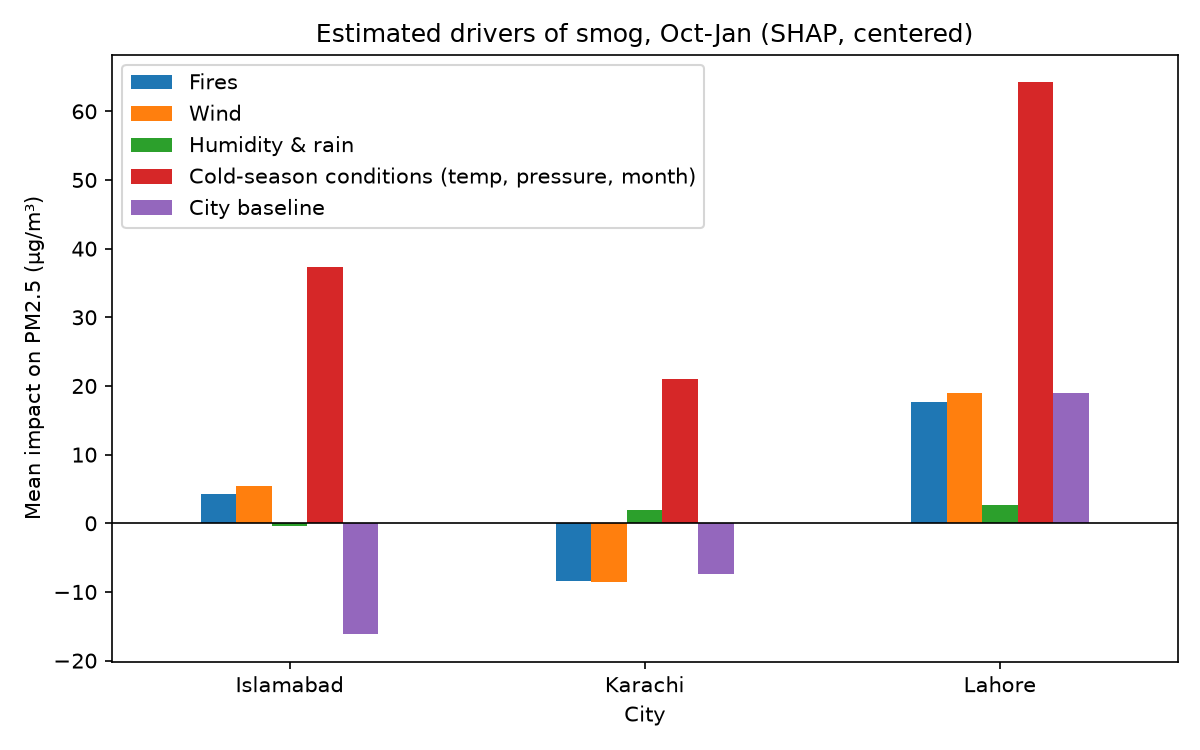 Estimated drivers of smog, Oct-Jan (SHAP, centered)
Fires
Wind
Humidity & rain
Cold-season conditions (temp, pressure, month)
City baseline
Mean impact on PM2.5 (µg/m³)
60
50
40
30
20
10
0
−10
−20
Islamabad
Karachi
Lahore
City